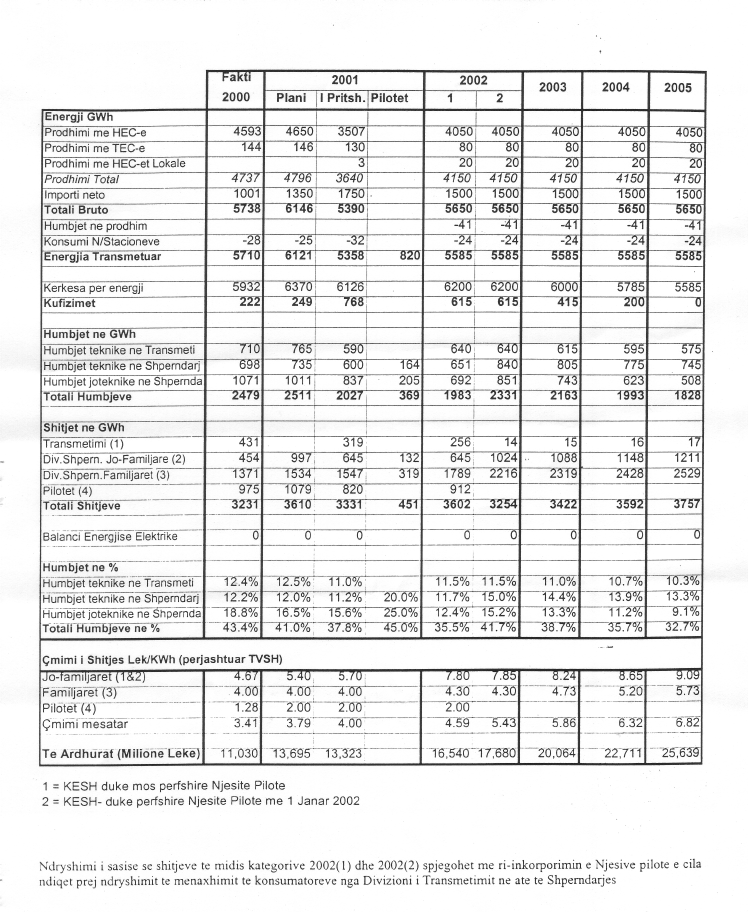 Fakti 2001 2002 2003 2004 2005
2000 Plani I Pritsh. Pilotet 1 2
Energji GWh
Prodhimi me HEC-e 4593 4650 3507 4050 4050 4050 4050 4050
Prodhimi me TEC-e 144 146 130 80 80 80 80 80
Prodhimi me HEC-et Lokale 3 20 20 20 20 20
Prodhimi Total 4737 4796 3640 4150 4150 4150 4150 4150
Importi neto 1001 1350 1750 1500 1500 1500 1500 1500
Totali Bruto 5738 6146 5390 5650 5650 5650 5650 5650
Humbjet ne prodhim -41 -41 -41 -41 -41
Konsumi N/Stacioneve -28 -25 -32 -24 -24 -24 -24 -24
Energjia Transmetuar 5710 6121 5358 820 5585 5585 5585 5585 5585
Kerkesa per energji 5932 6370 6126 6200 6200 6000 5785 5585
Kufizimet 222 249 768 615 615 415 200 0
Humbjet ne GWh
Humbjet teknike ne Transmeti 710 765 590 640 640 615 595 575
Humbjet teknike ne Shperndarj 698 735 600 164 651 840 805 775 745
Humbjet joteknike ne Shpernda 1071 1011 837 205 692 851 743 623 508
Totali Humbjeve 2479 2511 2027 369 1983 2331 2163 1993 1828
Shitjet ne GWh
Transmetimi (1) 431 319 256 14 15 16 17
Div.Shpern. Jo-Familjare (2) 454 997 645 132 645 1024 1088 1148 1211
Div.Shpern.Familjaret (3) 1371 1534 1547 319 1789 2216 2319 2428 2529
Pilotet (4) 975 1079 820 912
Totali Shitjeve 3231 3610 3331 451 3602 3254 3422 3592 3757
Balanci Energjise Elektrike 0 0 0 0 0 0 0 0
Humbjet ne %
Humbjet teknike ne Transmeti 12.4% 12.5% 11.0% 11.5% 11.5% 11.0% 10.7% 10.3%
Humbjet teknike ne Shperndarj 12.2% 12.0% 11.2% 20.0% 11.7% 15.0% 14.4% 13.9% 13.3%
Humbjet joteknike ne Shpernda 18.8% 16.5% 15.6% 25.0% 12.4% 15.2% 13.3% 11.2% 9.1%
Totali Humbjeve ne % 43.4% 41.0% 37.8% 45.0% 35.5% 41.7% 38.7% 35.7% 32.7%
Çmimi i Shitjes Lek/KWh (perjashtuar TVSH)
Jo-familjaret (1&2) 4.67 5.40 5.70 7.80 7.85 8.24 8.65 9.09
Familjaret (3) 4.00 4.00 4.00 4.30 4.30 4.73 5.20 5.73
Pilotet (4) 1.28 2.00 2.00 2.00
Çmimi mesatar 3.41 3.79 4.00 4.59 5.43 5.86 6.32 6.82
Te Ardhurat (Milione Leke) 11,030 13,695 13,323 16,540 17,680 20,064 22,711 25,639
1 = KESH duke mos perfshire Njesite Pilote
2 = KESH- duke perfshire Njesite Pilote me 1 Janar 2002
Ndryshimi i sasise se shitjeve te midis kategorive 2002(1) dhe 2002(2) spjegohet me ri-inkorporimin e Njesive pilote e cila
ndiqet prej ndryshimit te menaxhimit te konsumatoreve nga Divizioni i Transmetimit ne ate te Shperndarjes